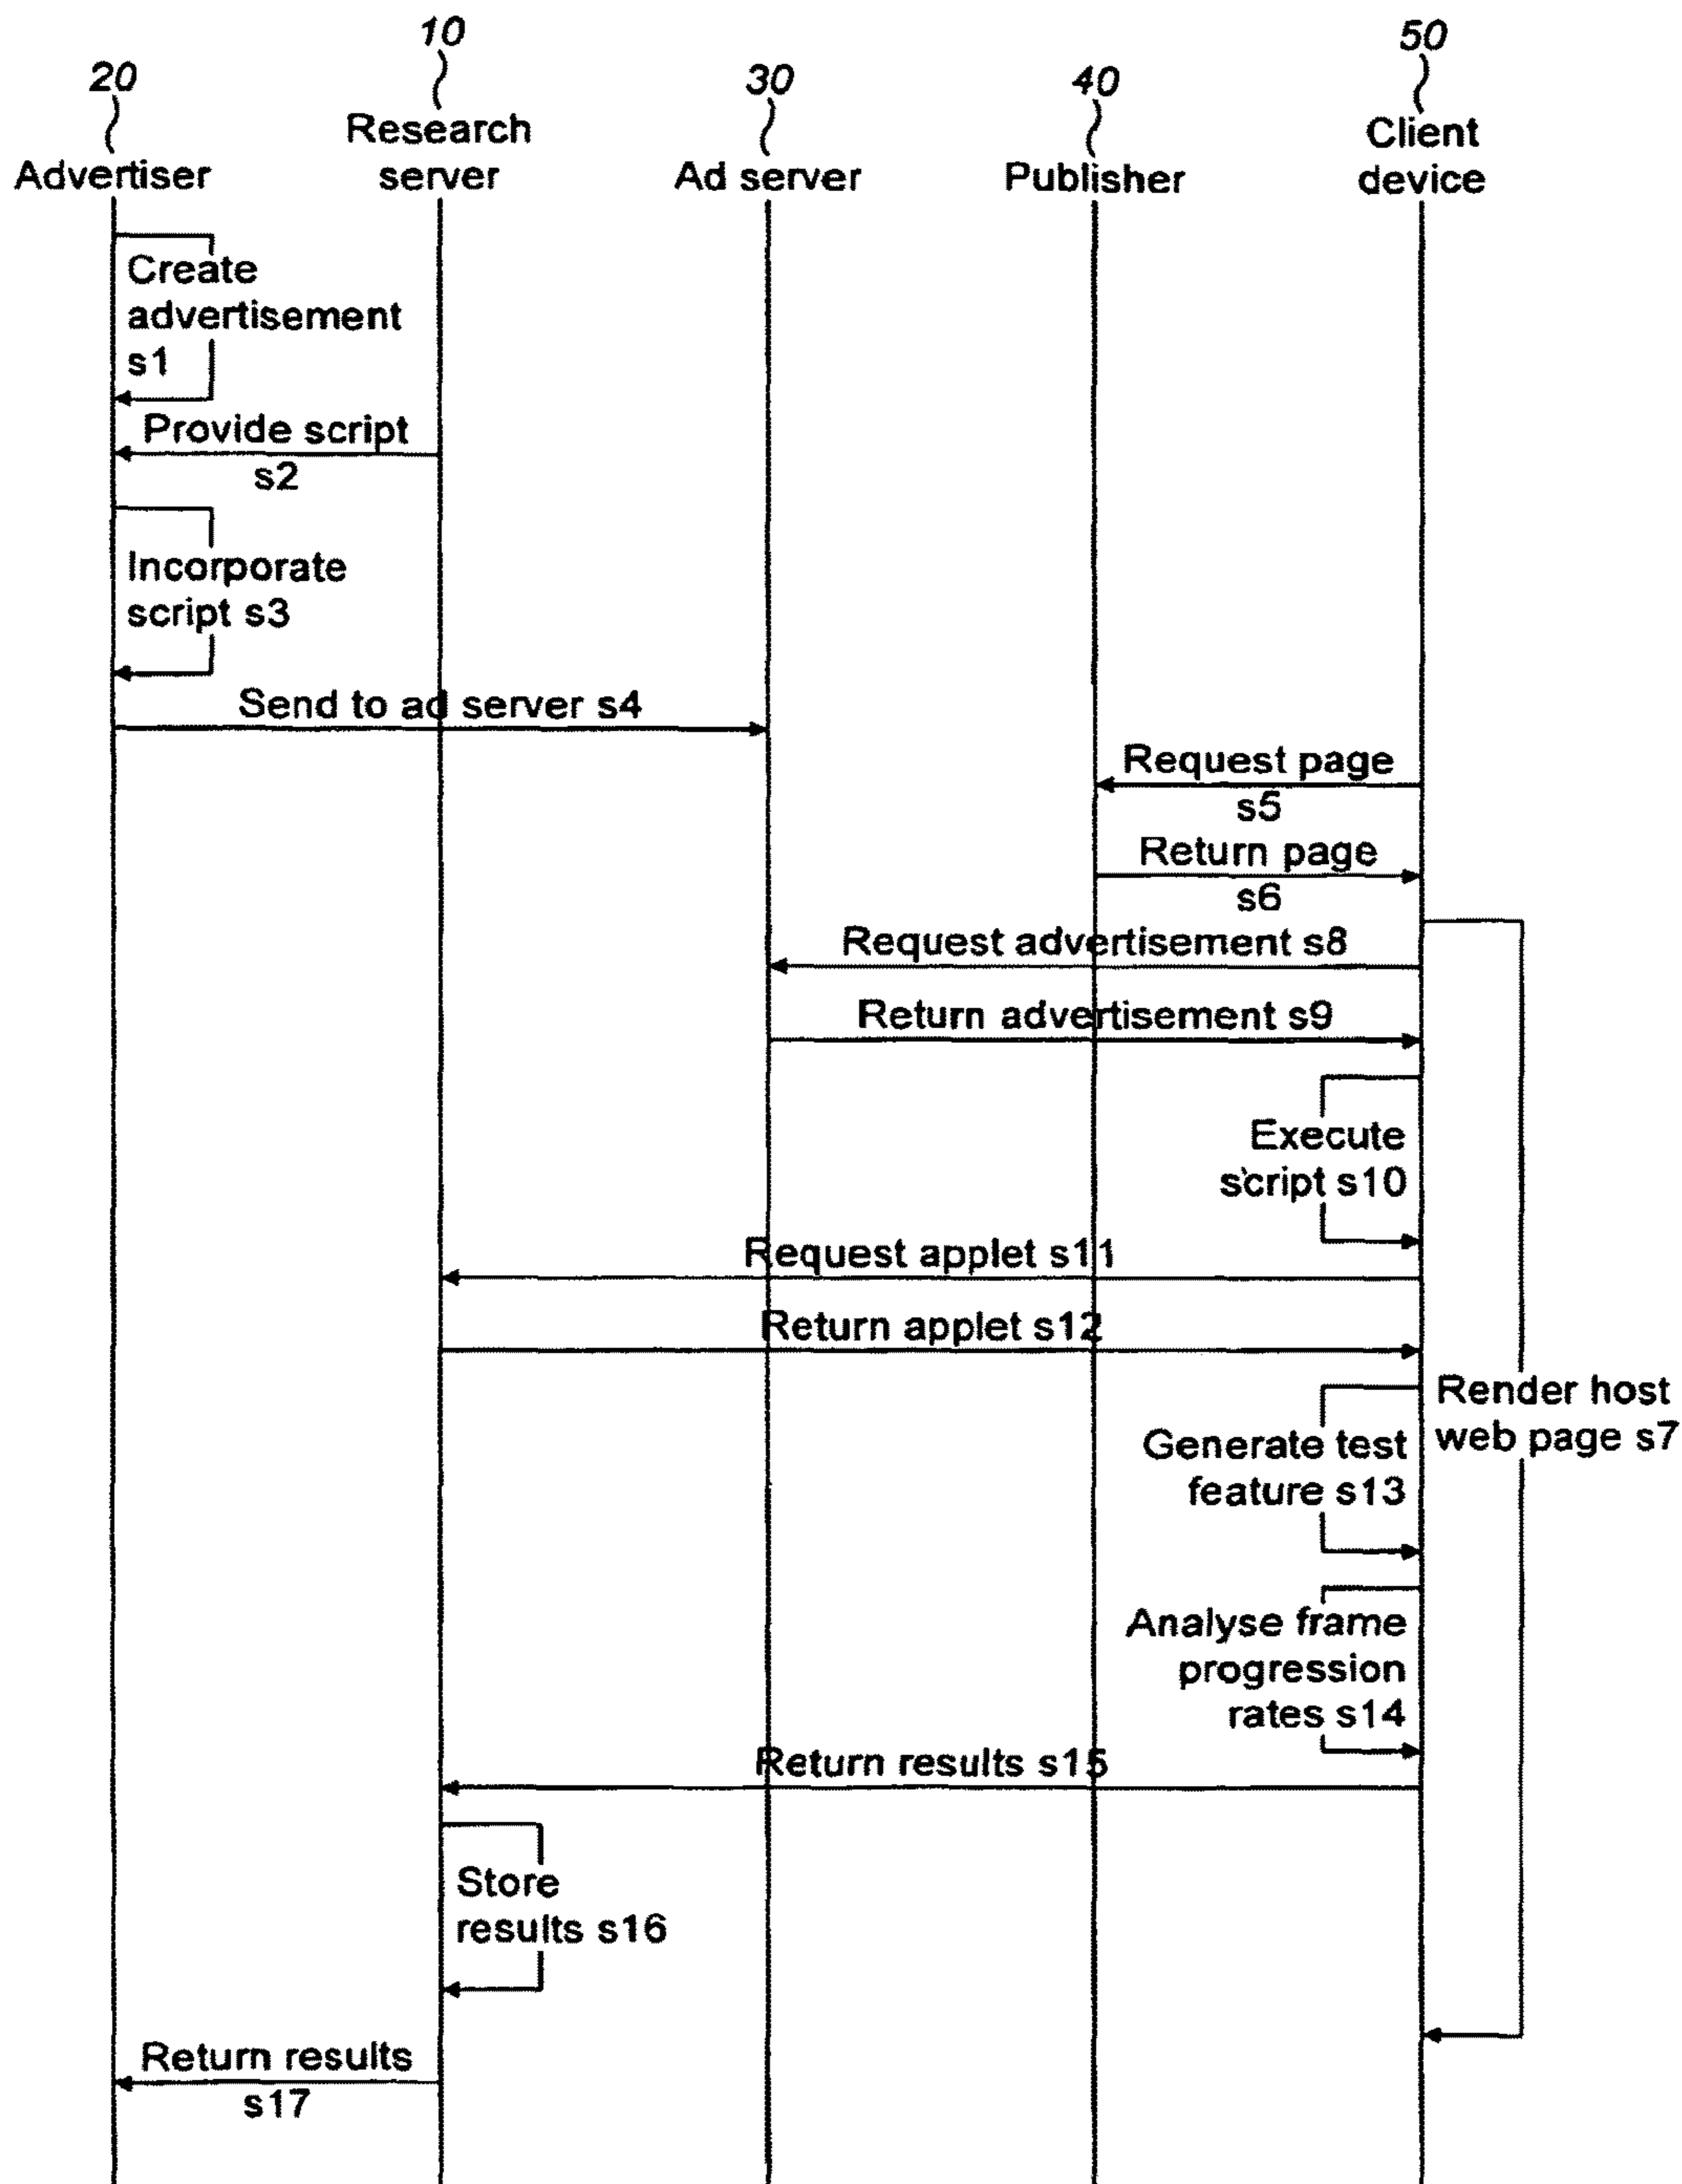 20
10
30
40
50
Advertiser
Research
server
Ad server
Publisher
Client
device
Create
advertisement
s1
Provide script
s2
Incorporate
script s3
Send to ad server s4
Request page
s5
Return page
s6
Request advertisement s8
Return advertisement s9
Execute
script s10
Request applet s11
Return applet s12
Render host
web page s7
Generate test
feature s13
Analyse frame
progression
rates s14
Return results s15
Store
results s16
Return results
s17